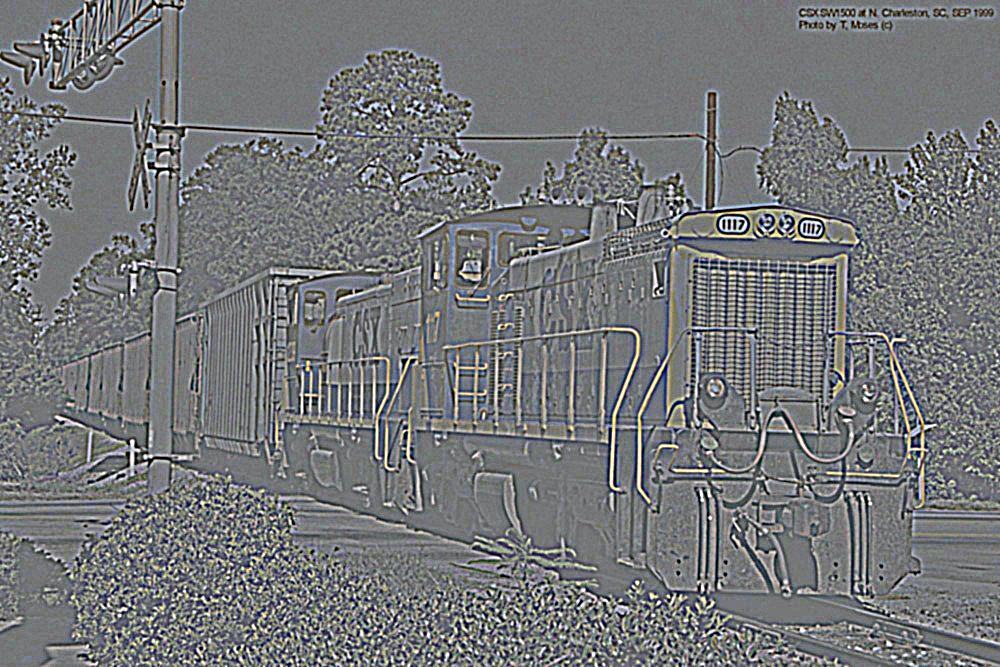 CSX SW1500 at N. Charleston, SC, SEP 1999
Photo by T, Moses (c)
1117 1117
CSX